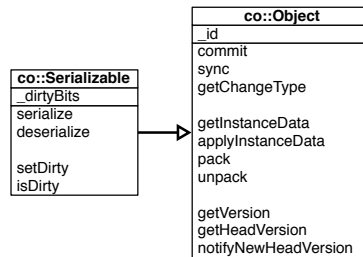 co::Serializable
_dirtyBits
serialize
deserialize
setDirty
isDirty
co::Object
_id
commit
sync
getChangeType
getInstanceData
applyInstanceData
pack
unpack
getVersion
getHeadVersion
notifyNewHeadVersion